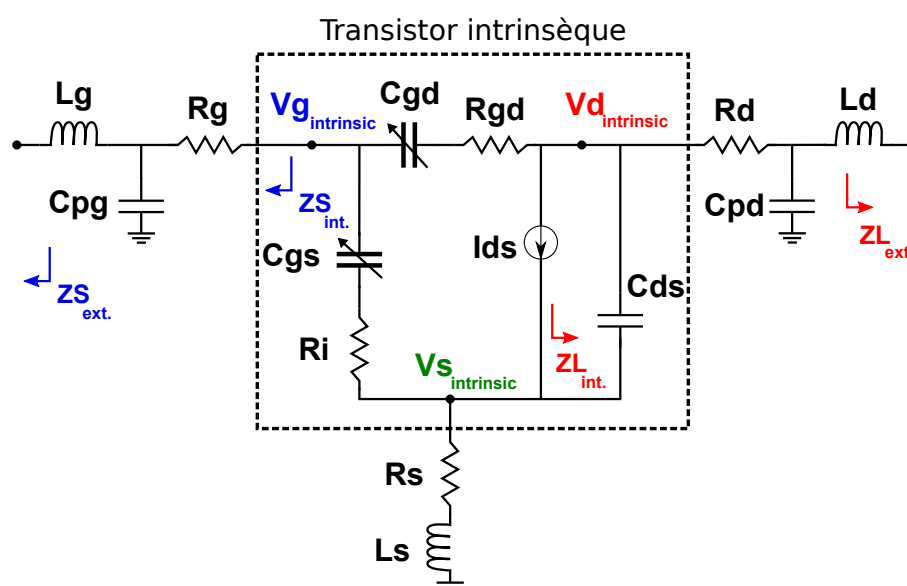 Transistor intrinsèque
Lg
Rg
Vg intrinsic
Cgd
Rgd
Vd intrinsic
Rd
Ld
Cpg
ZS int.
Cgs
Ids
Cpd
ZL ext.
ZS ext.
Cds
Ri
Vs intrinsic
ZL int.
Rs
Ls